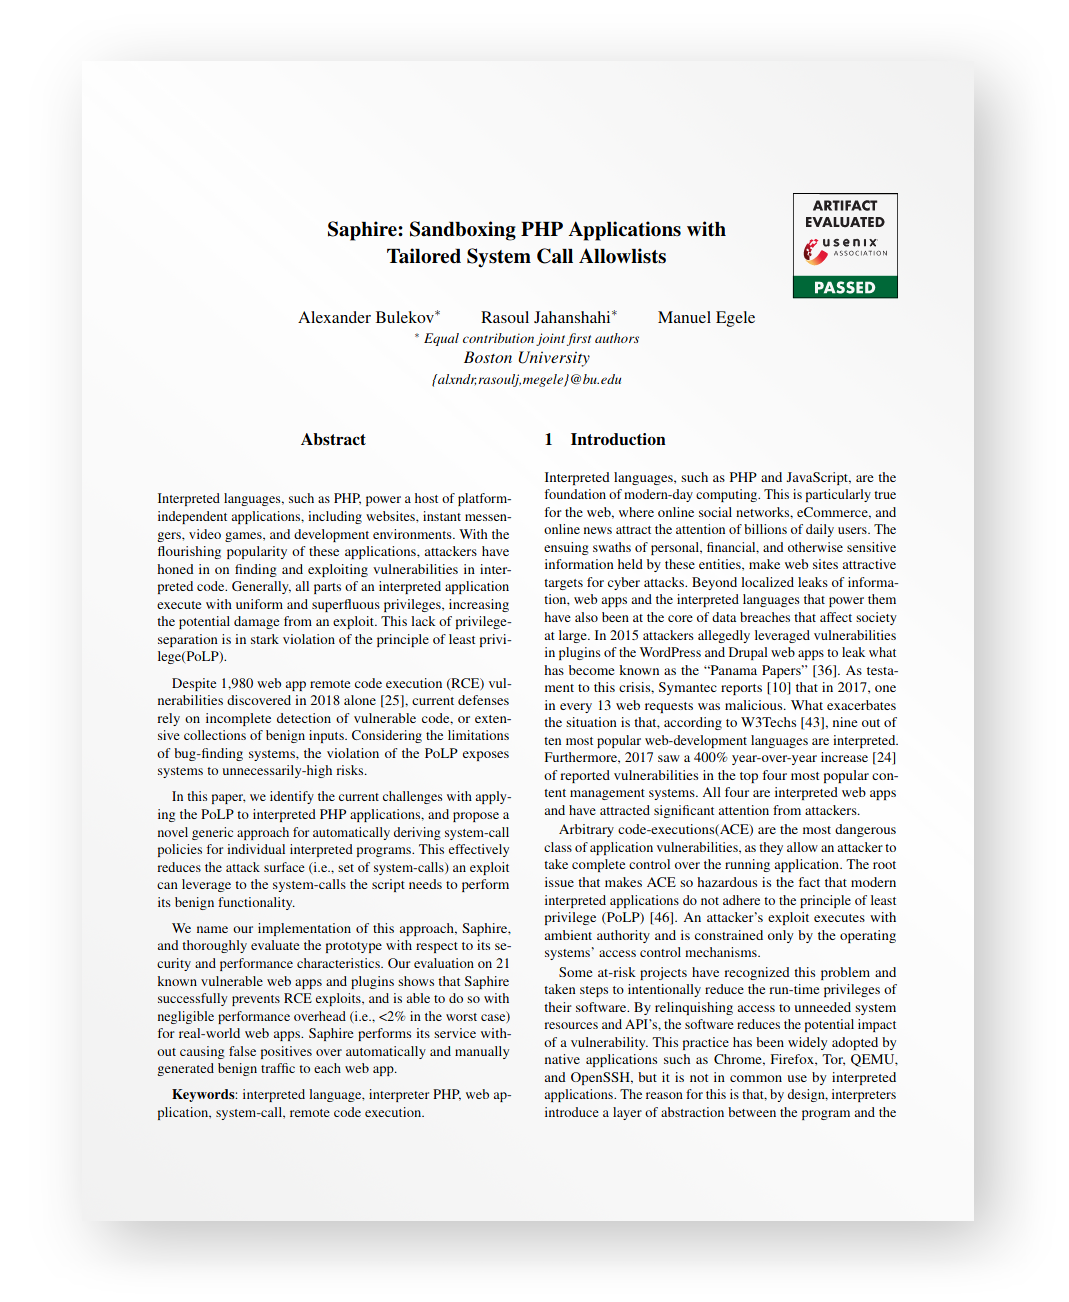 Saphire: Sandboxing PHP Applications with
Tailored System Call Allowlists
ARTIFACT
EVALUATED
usenix
ASSOCIATION
PASSED
Alexander Bulekov* Rasoul Jahanshahi* Manuel Egele
* Equal contribution joint first authors
Boston University
{alxndr,rasoulj,megele}@bu.edu
Abstract
Interpreted languages, such as PHP, power a host of platform-
independent applications, including websites, instant messen-
gers, video games, and development environments. With the
flourishing popularity of these applications, attackers have
honed in on finding and exploiting vulnerabilities in inter-
preted code. Generally, all parts of an interpreted application
execute with uniform and superfluous privileges, increasing
the potential damage from an exploit. This lack of privilege-
separation is in stark violation of the principle of least privi-
lege(PoLP).
Despite 1,980 web app remote code execution (RCE) vul-
nerabilities discovered in 2018 alone [25], current defenses
rely on incomplete detection of vulnerable code, or exten-
sive collections of benign inputs. Considering the limitations
of bug-finding systems, the violation of the PoLP exposes
systems to unnecessarily-high risks.
In this paper, we identify the current challenges with apply-
ing the PoLP to interpreted PHP applications, and propose a
novel generic approach for automatically deriving system-call
policies for individual interpreted programs. This effectively
reduces the attack surface (i.e., set of system-calls) an exploit
can leverage to the system-calls the script needs to perform
its benign functionality.
We name our implementation of this approach, Saphire,
and thoroughly evaluate the prototype with respect to its se-
curity and performance characteristics. Our evaluation on 21
known vulnerable web apps and plugins shows that Saphire
successfully prevents RCE exploits, and is able to do so with
negligible performance overhead (i.e., <2% in the worst case)
for real-world web apps. Saphire performs its service with-
out causing false positives over automatically and manually
generated benign traffic to each web app.
Keywords: interpreted language, interpreter PHP, web ap-
plication, system-call, remote code execution.
1 Introduction
Interpreted languages, such as PHP and JavaScript, are the
foundation of modern-day computing. This is particularly true
for the web, where online social networks, eCommerce, and
online news attract the attention of billions of daily users. The
ensuing swaths of personal, financial, and otherwise sensitive
information held by these entities, make web sites attractive
targets for cyber attacks. Beyond localized leaks of informa-
tion, web apps and the interpreted languages that power them
have also been at the core of data breaches that affect society
at large. In 2015 attackers allegedly leveraged vulnerabilities
in plugins of the WordPress and Drupal web apps to leak what
has become known as the “Panama Papers” [36]. As testa-
ment to this crisis, Symantec reports [10] that in 2017, one
in every 13 web requests was malicious. What exacerbates
the situation is that, according to W3Techs [43], nine out of
ten most popular web-development languages are interpreted.
Furthermore, 2017 saw a 400% year-over-year increase [24]
of reported vulnerabilities in the top four most popular con-
tent management systems. All four are interpreted web apps
and have attracted significant attention from attackers.
Arbitrary code-executions(ACE) are the most dangerous
class of application vulnerabilities, as they allow an attacker to
take complete control over the running application. The root
issue that makes ACE so hazardous is the fact that modern
interpreted applications do not adhere to the principle of least
privilege (PoLP) [46]. An attacker’s exploit executes with
ambient authority and is constrained only by the operating
systems’ access control mechanisms.
Some at-risk projects have recognized this problem and
taken steps to intentionally reduce the run-time privileges of
their software. By relinquishing access to unneeded system
resources and API’s, the software reduces the potential impact
of a vulnerability. This practice has been widely adopted by
native applications such as Chrome, Firefox, Tor, QEMU,
and OpenSSH, but it is not in common use by interpreted
applications. The reason for this is that, by design, interpreters
introduce a layer of abstraction between the program and the